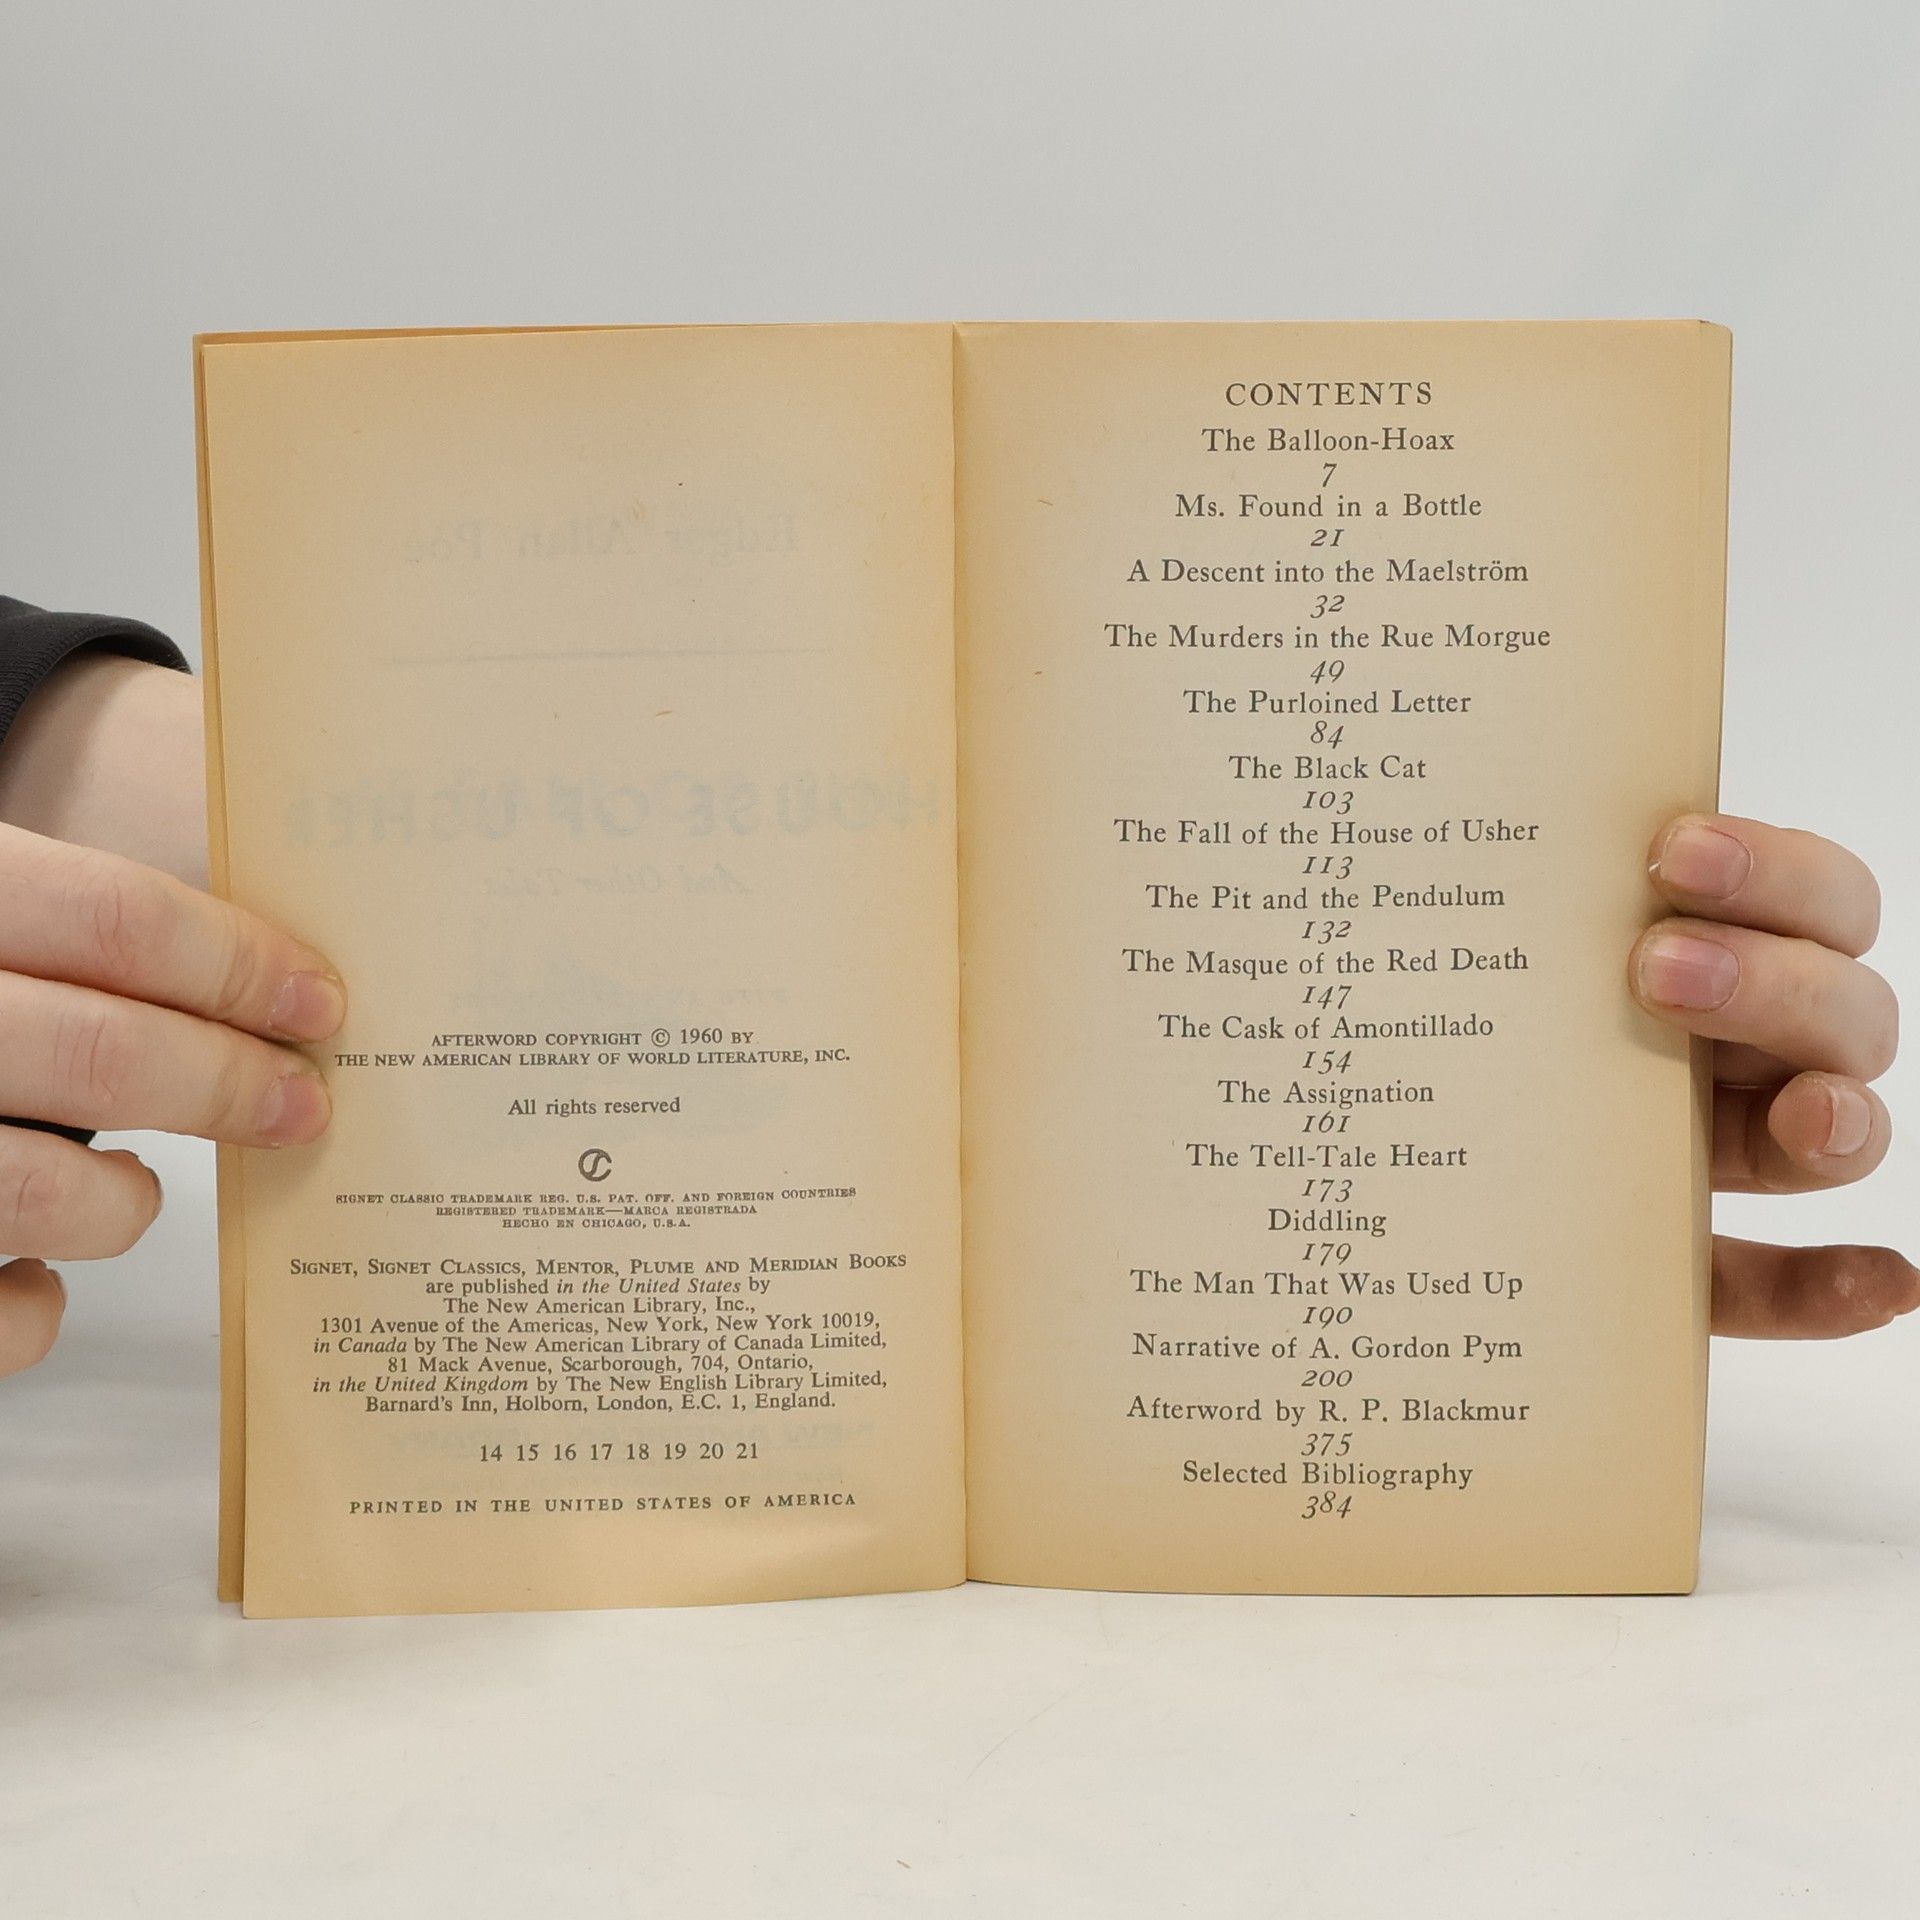 AFTERWORD COPYRIGHT © 1960 BY
THE NEW AMERICAN LIBRARY OF WORLD LITERATURE, INC.
All rights reserved
SIGNET CLASSIC TRADEMARK REG. U.S. PAT. OFF. AND FOREIGN COUNTRIES
REGISTERED TRADEMARK—MARCA REGISTRADA
HECHO EN CHICAGO, U.S.A.
SIGNET, SIGNET CLASSICS, MENTOR, PLUME AND MERIDIAN BOOKS
are published in the United States by
The New American Library, Inc.,
1301 Avenue of the Americas, New York, New York 10019,
in Canada by The New American Library of Canada Limited,
81 Mack Avenue, Scarborough, 704, Ontario,
in the United Kingdom by The New English Library Limited,
Barnard's Inn, Holborn, London, E.C. 1, England.
14 15 16 17 18 19 20 21
PRINTED IN THE UNITED STATES OF AMERICA
CONTENTS
The Balloon-Hoax
7
Ms. Found in a Bottle
21
A Descent into the Maelström
32
The Murders in the Rue Morgue
49
The Purloined Letter
84
The Black Cat
103
The Fall of the House of Usher
113
The Pit and the Pendulum
132
The Masque of the Red Death
147
The Cask of Amontillado
154
The Assignation
161
The Tell-Tale Heart
173
Diddling
179
The Man That Was Used Up
190
Narrative of A. Gordon Pym
200
Afterword by R. P. Blackmur
375
Selected Bibliography
384